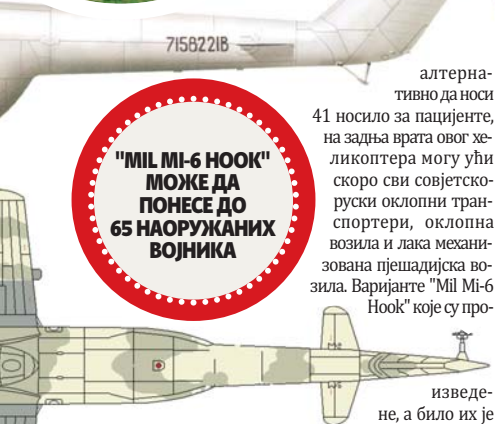 7158221B
"MIL MI-6 HOOK"
МОЖЕ ДА
ПОНЕСЕ ДО
65 НАОРУЖАНИХ
ВОЈНИКА
алтерна-
тивно да носи
41 носило за пацијенте,
на задња врата овог хе-
ликоптера могу ући
скоро сви совјетско-
руски оклопни тран-
спортери, оклопна
возила и лака механи-
зована пјешадијска во-
зила. Варијанте "Mil Mi-6
Hook" које су про-
изведе-
не, а било их је